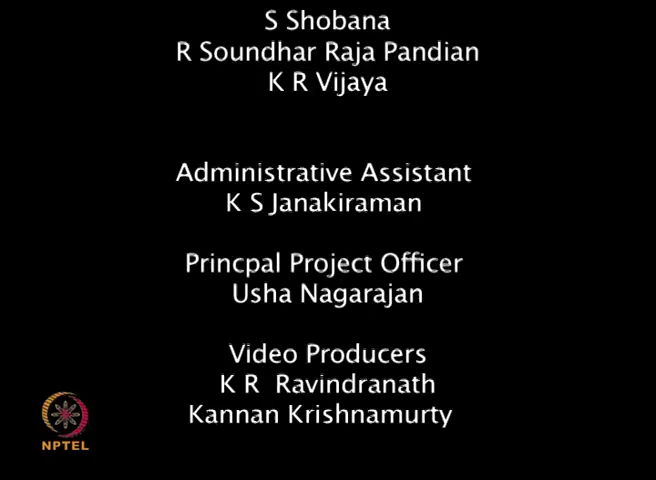 S Shobana
R Soundhar Raja Pandian
K R Vijaya
Administrative Assistant
K S Janakiraman
Princpal Project Officer
Usha Nagarajan
Video Producers
K R Ravindranath
Kannan Krishnamurty
NPTEL